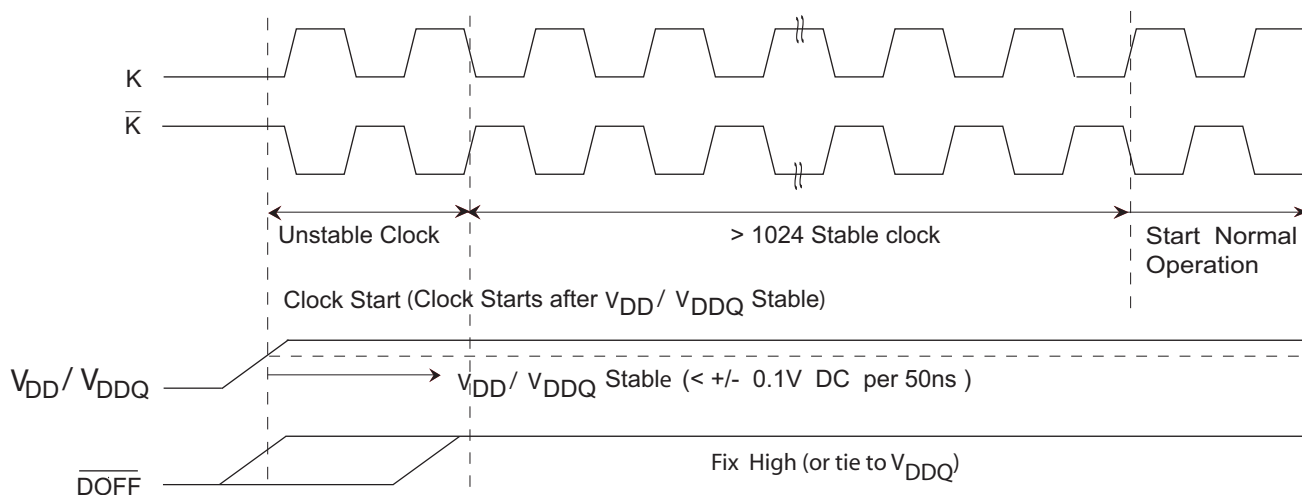 K
K̅
Unstable Clock
> 1024 Stable clock
Start Normal
Operation
Clock Start (Clock Starts after VDD / VDDQ Stable)
VDD / VDDQ
VDD / VDDQ Stable (< +/- 0.1V DC per 50ns )
Fix High (or tie to VDDQ)
D̅O̅F̅F̅